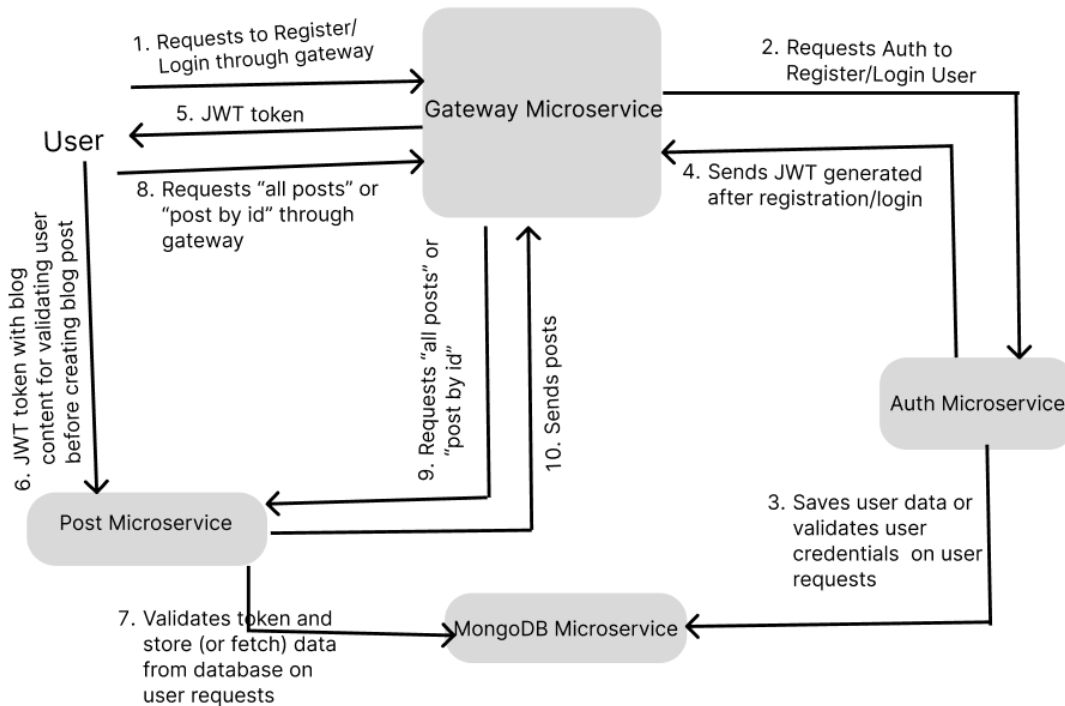 1. Requests to Register/
Login through gateway
2. Requests Auth to
Register/Login User
Gateway Microservice
5. JWT token
User
4. Sends JWT generated
after registration/login
8. Requests “all posts” or
“post by id” through
gateway
6. JWT token with blog
content for validating user
before creating blog post
9. Requests “all posts” or
“post by id”
10. Sends posts
Auth Microservice
Post Microservice
3. Saves user data or
validates user
credentials on user
requests
7. Validates token and
store (or fetch) data
from database on
user requests
MongoDB Microservice